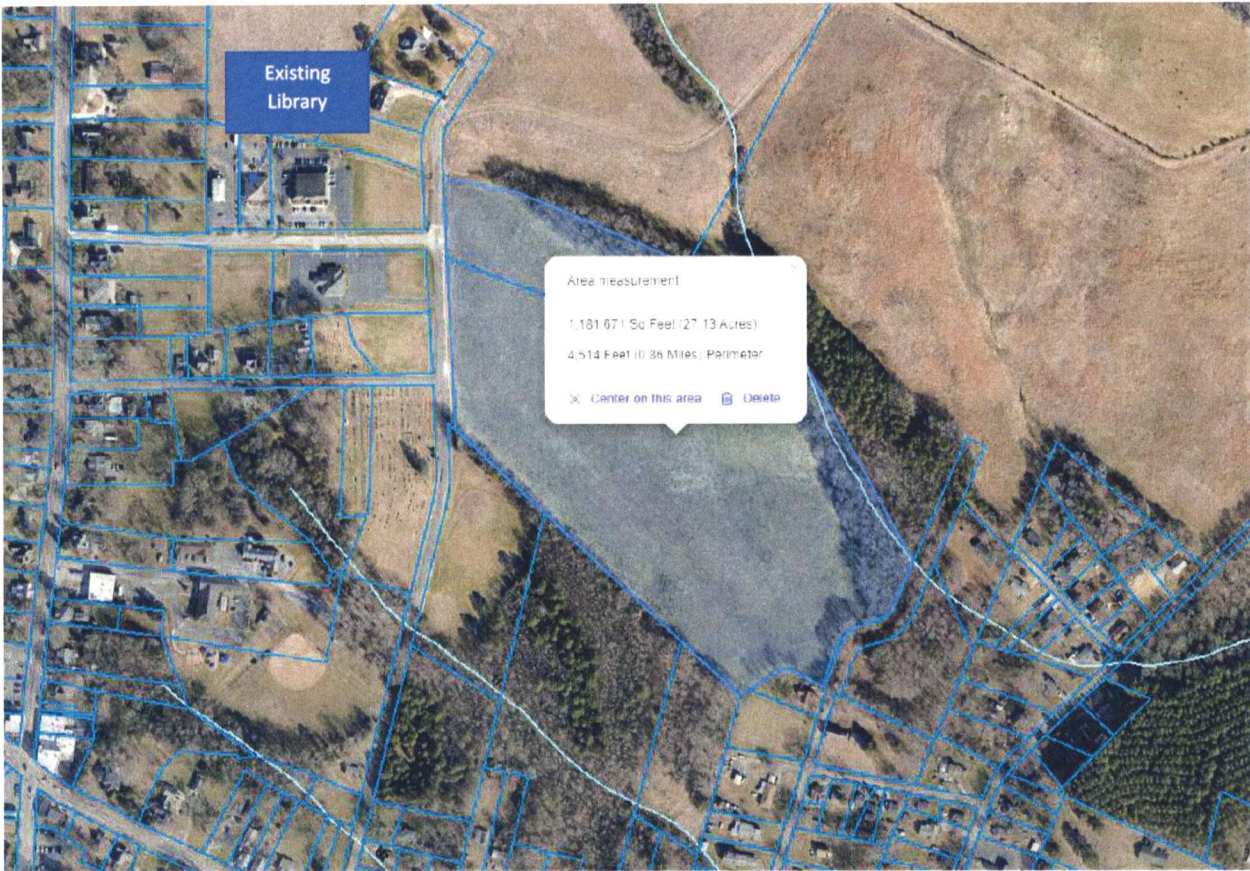 Existing
Library
Area measurement
1,181,671 Sq Feet (27.13 Acres)
4,514 Feet (0.86 Miles) Perimeter
Center on this area Delete